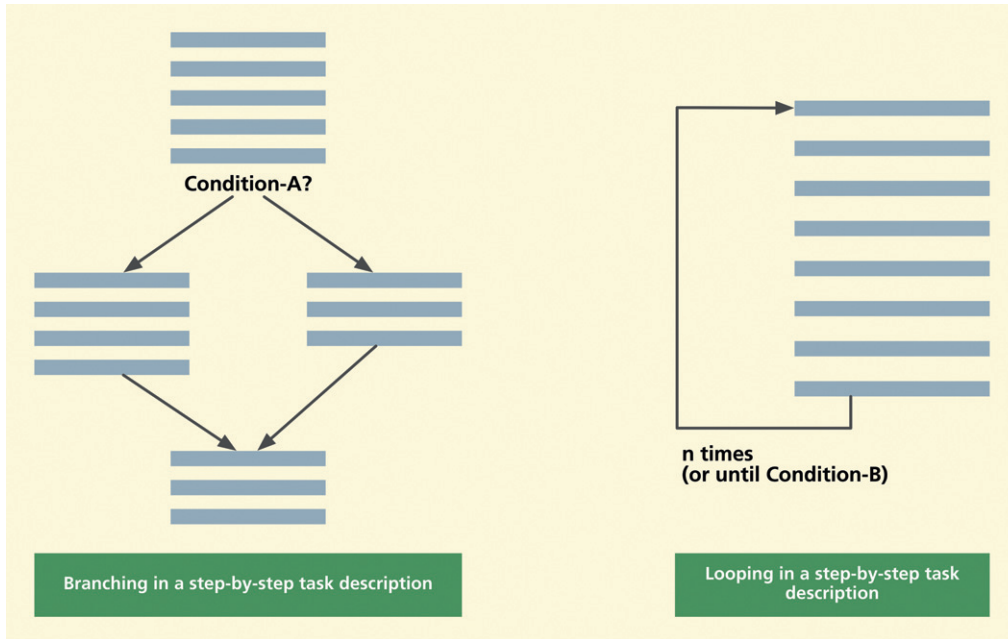 Condition-A?
Branching in a step-by-step task description
n times
(or until Condition-B)
Looping in a step-by-step task
description